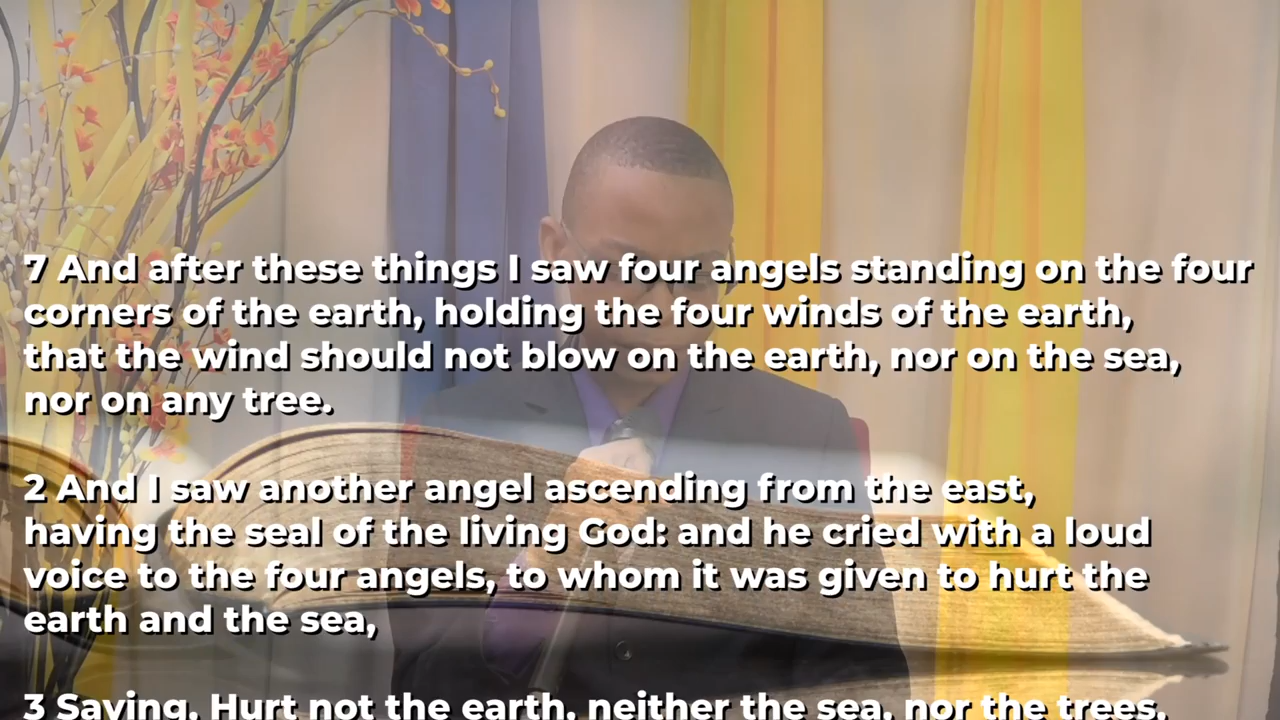 7 And after these things I saw four angels standing on the four
corners of the earth, holding the four winds of the earth,
that the wind should not blow on the earth, nor on the sea,
nor on any tree.
2 And I saw another angel ascending from the east,
having the seal of the living God: and he cried with a loud
voice to the four angels, to whom it was given to hurt the
earth and the sea,
3 Saying, Hurt not the earth, neither the sea, nor the trees,